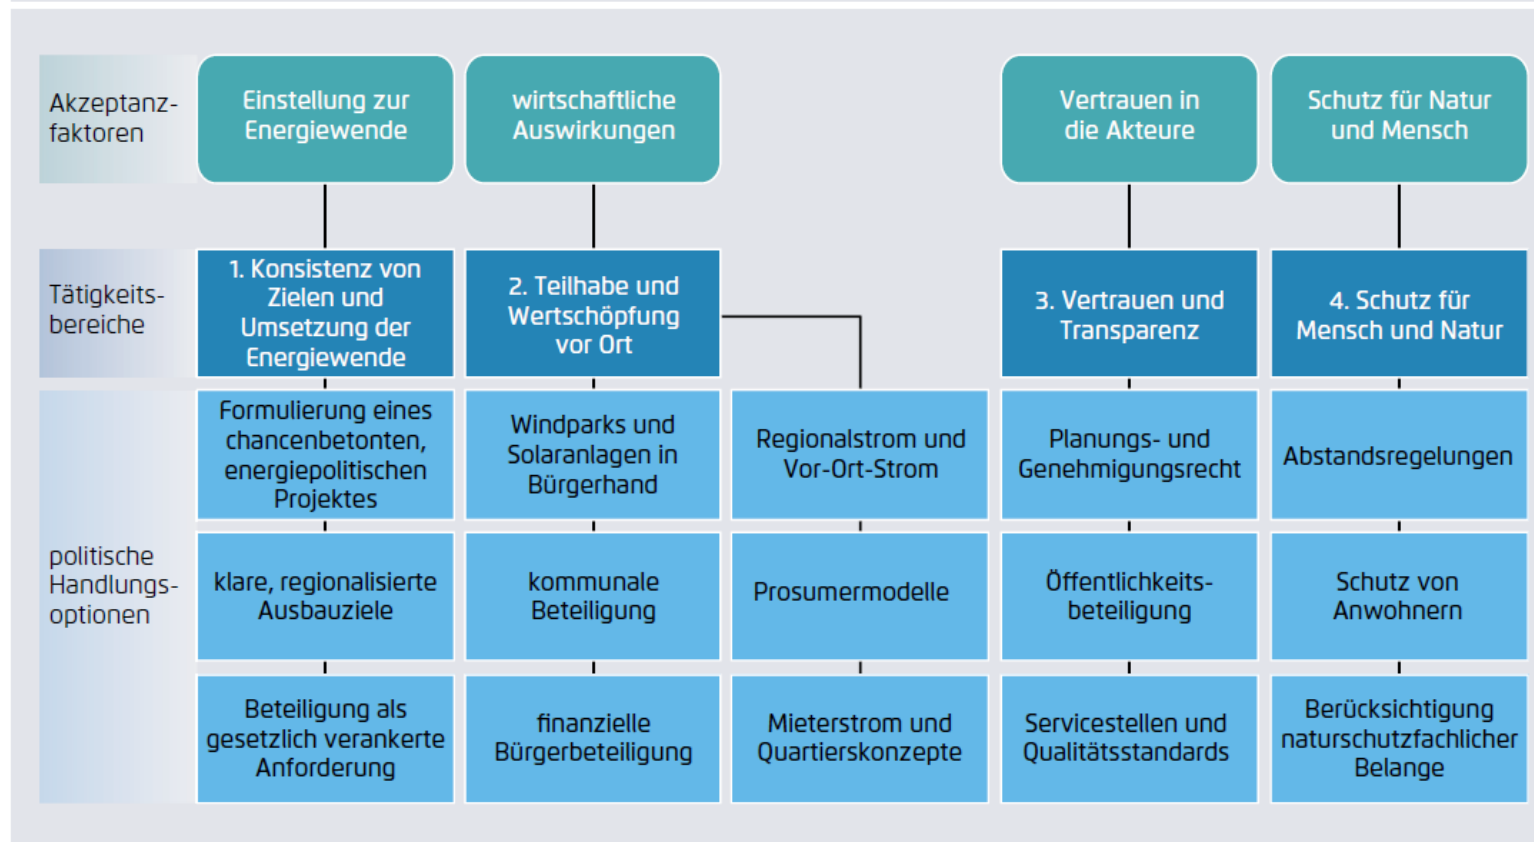 Akzeptanz-
faktoren
Einstellung zur
Energiewende
wirtschaftliche
Auswirkungen
Vertrauen in
die Akteure
Schutz für Natur
und Mensch
Tätigkeits-
bereiche
1. Konsistenz von
Zielen und
Umsetzung der
Energiewende
2. Teilhabe und
Wertschöpfung
vor Ort
3. Vertrauen und
Transparenz
4. Schutz für
Mensch und Natur
politische
Handlungs-
optionen
Formulierung eines
chancenbetonten,
energiepolitischen
Projektes
Windparks und
Solaranlagen in
Bürgerhand
Regionalstrom und
Vor-Ort-Strom
Planungs- und
Genehmigungsrecht
Abstandsregelungen
klare, regionalisierte
Ausbauziele
kommunale
Beteiligung
Prosumermodelle
Öffentlichkeits-
beteiligung
Schutz von
Anwohnern
Beteiligung als
gesetzlich verankerte
Anforderung
finanzielle
Bürgerbeteiligung
Mieterstrom und
Quartierskonzepte
Servicestellen und
Qualitätsstandards
Berücksichtigung
naturschutzfachlicher
Belange